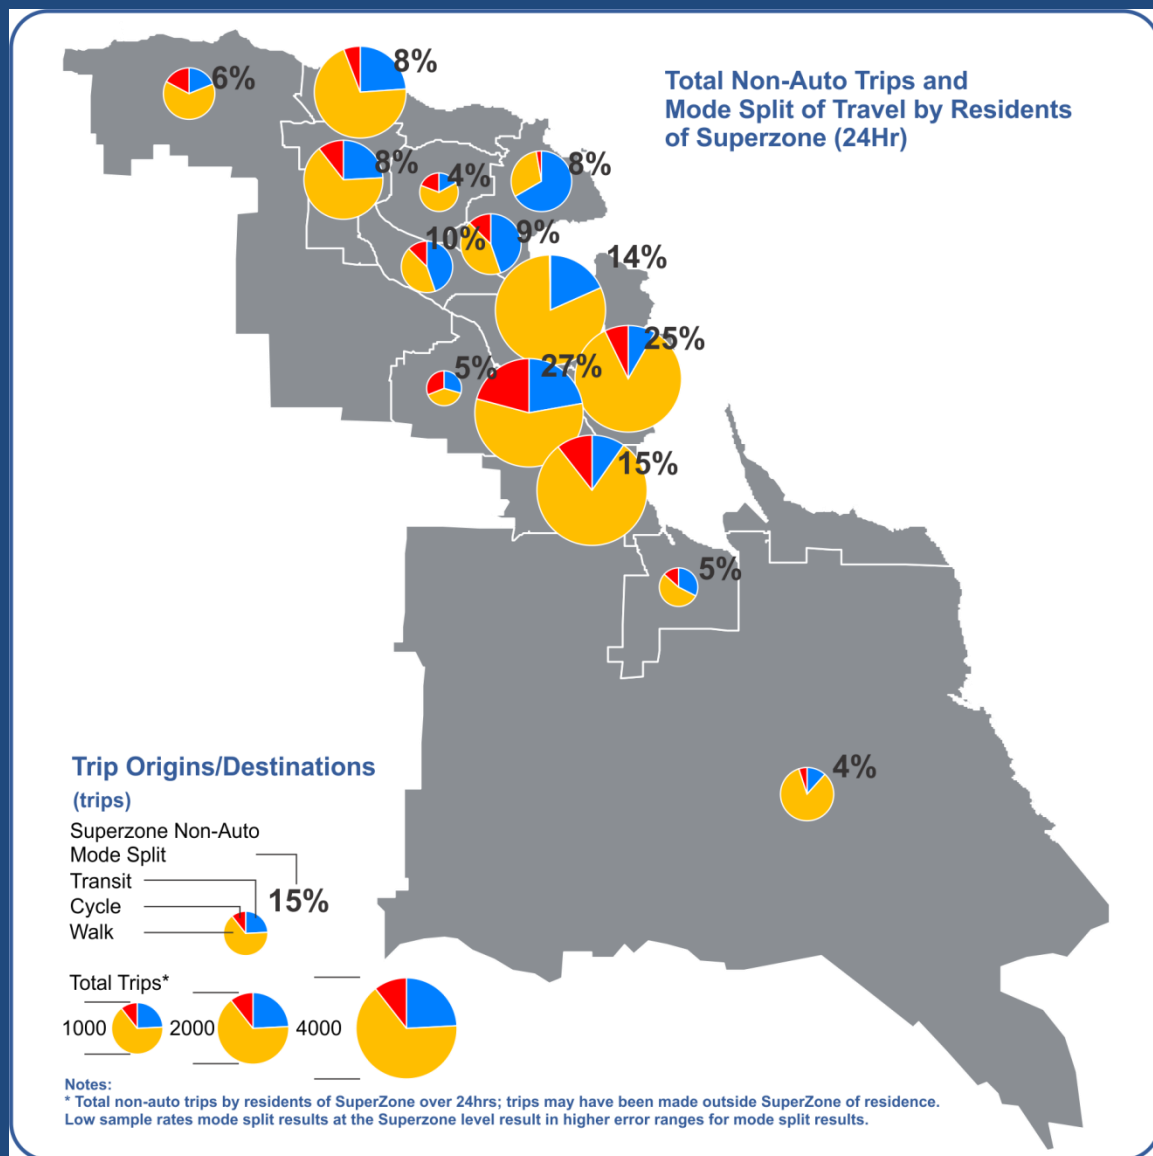 Total Non-Auto Trips and
Mode Split of Travel by Residents
of Superzone (24Hr)
6%
8%
8%
4%
8%
10%
9%
14%
25%
5%
27%
15%
5%
4%
Trip Origins/Destinations
(trips)
Superzone Non-Auto
Mode Split
Transit
15%
Cycle
Walk
Total Trips*
1000
2000
4000
Notes:
* Total non-auto trips by residents of SuperZone over 24hrs; trips may have been made outside SuperZone of residence.
Low sample rates mode split results at the Superzone level result in higher error ranges for mode split results.